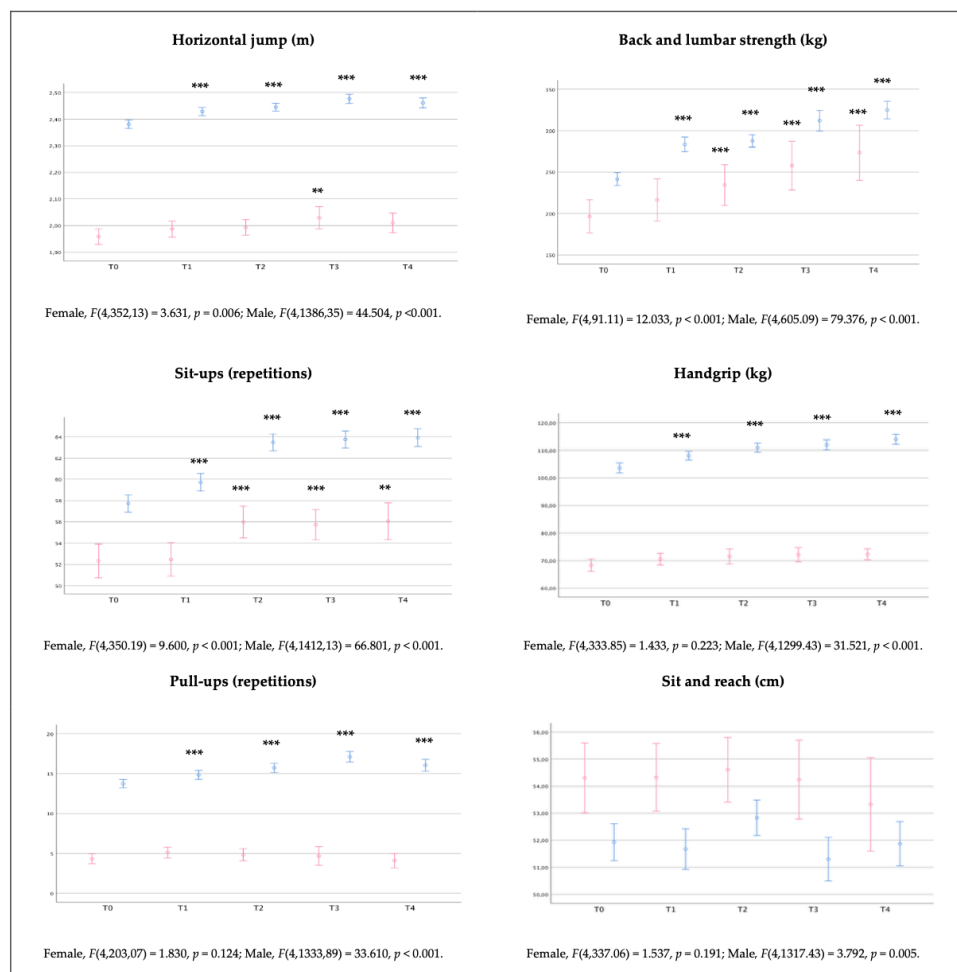 Horizontal jump (m)
*** *** *** ***
2,50
2,40
2,30
2,20
**
2,10
2,00
1,90
T0 T1 T2 T3 T4
Female, F(4,352,13) = 3.631, p = 0.006; Male, F(4,1386,35) = 44.504, p <0.001.
Back and lumbar strength (kg)
***
350
***
*** *** *** ***
300
***
250
200
150
T0 T1 T2 T3 T4
Female, F(4,91.11) = 12.033, p < 0.001; Male, F(4,605.09) = 79.376, p < 0.001.
Sit-ups (repetitions)
*** *** ***
64
62
***
60
*** *** **
58
56
54
52
50
T0 T1 T2 T3 T4
Female, F(4,350.19) = 9.600, p < 0.001; Male, F(4,1412,13) = 66.801, p < 0.001.
Handgrip (kg)
*** *** *** ***
120,00
110,00
100,00
90,00
80,00
70,00
60,00
T0 T1 T2 T3 T4
Female, F(4,333.85) = 1.433, p = 0.223; Male, F(4,1299.43) = 31.521, p < 0.001.
Pull-ups (repetitions)
*** *** *** ***
20
15
10
5
0
T0 T1 T2 T3 T4
Female, F(4,203,07) = 1.830, p = 0.124; Male, F(4,1333,89) = 33.610, p < 0.001.
Sit and reach (cm)
56,00
55,00
54,00
53,00
52,00
51,00
50,00
T0 T1 T2 T3 T4
Female, F(4,337.06) = 1.537, p = 0.191; Male, F(4,1317.43) = 3.792, p = 0.005.